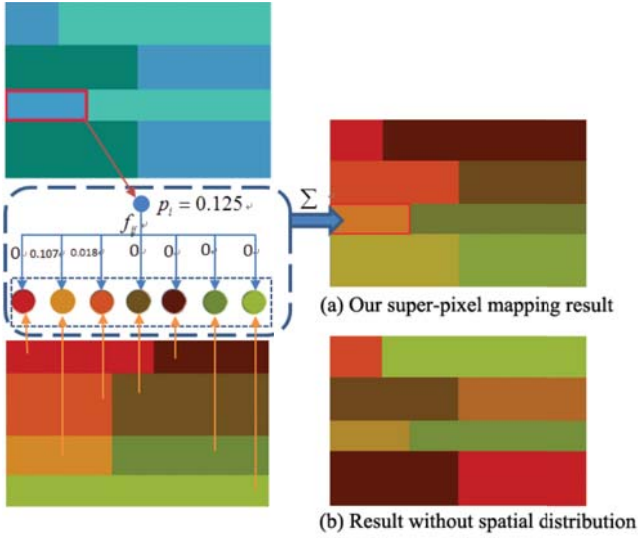 p_i = 0.125
f_ij
Σ
0 0.107 0.018 0 0 0 0
(a) Our super-pixel mapping result
(b) Result without spatial distribution